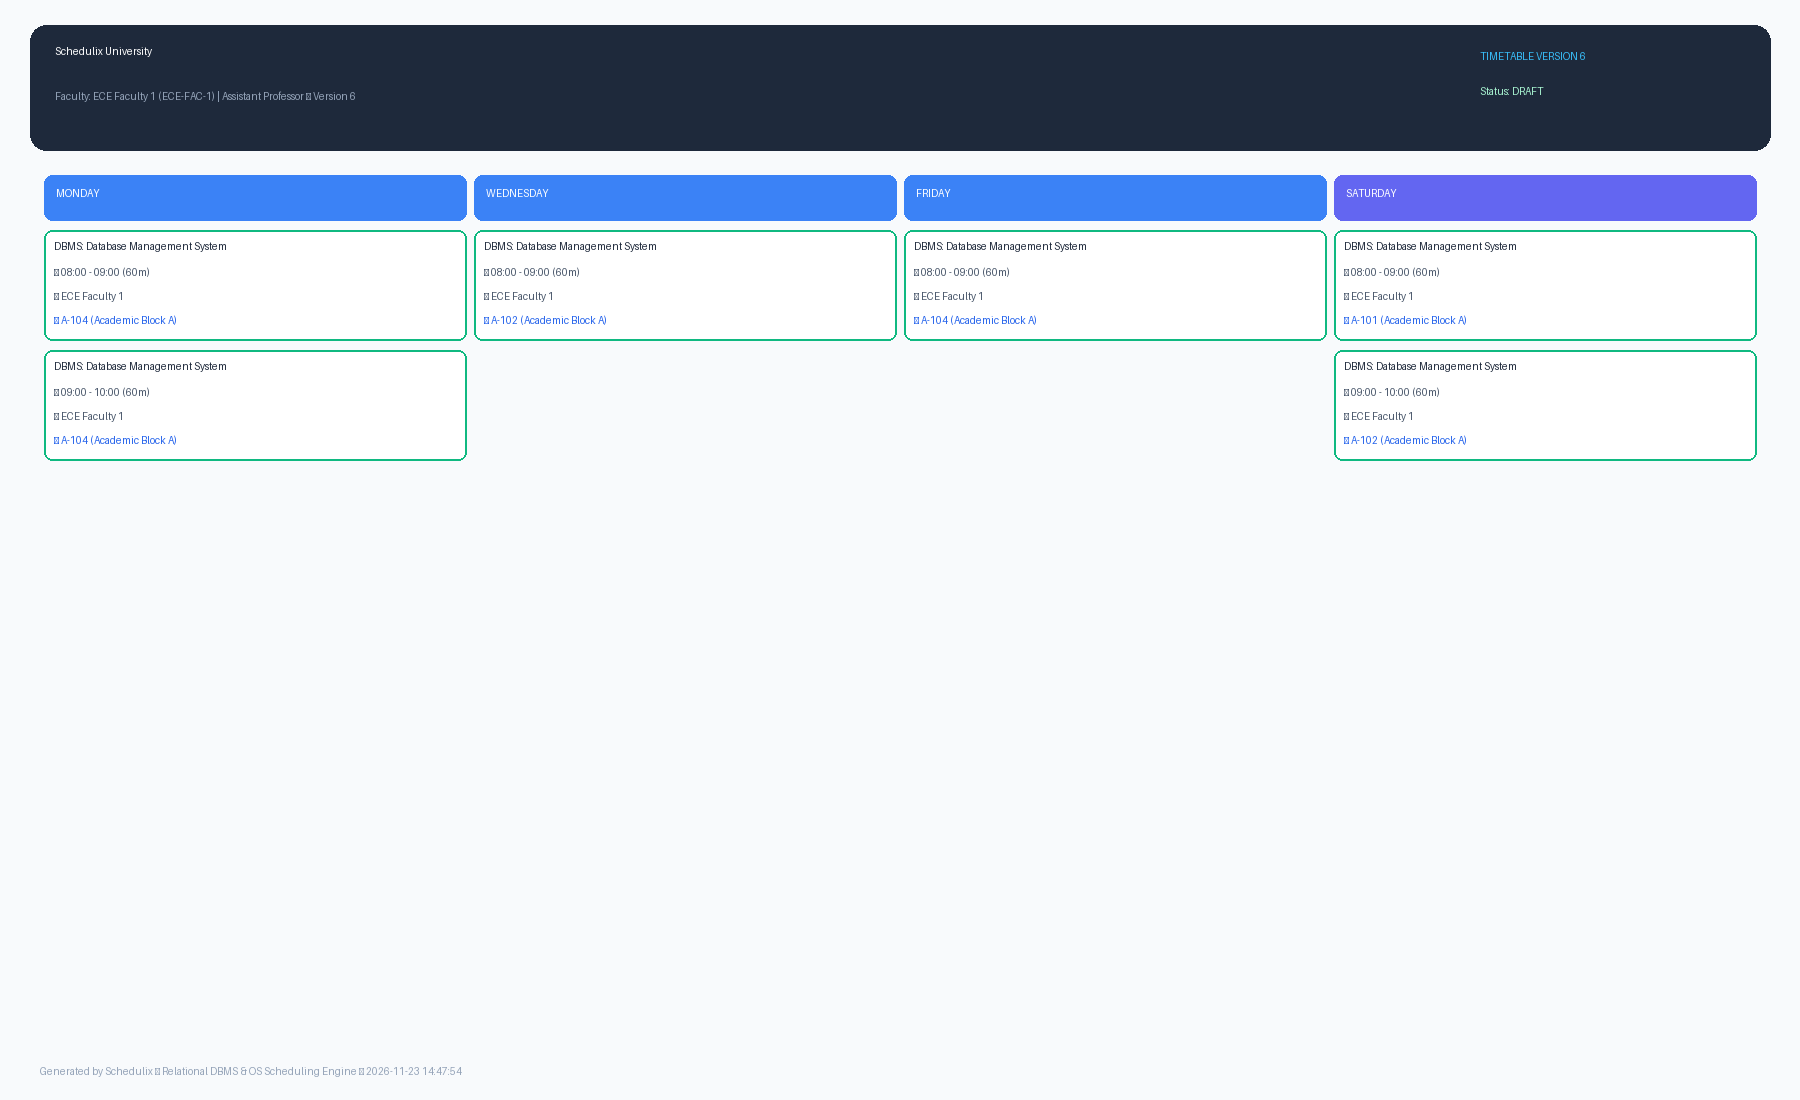 Schedulix University
Faculty: ECE Faculty 1 (ECE-FAC-1) | Assistant Professor ▯ Version 6
TIMETABLE VERSION 6
Status: DRAFT
MONDAY
DBMS: Database Management System
▯ 08:00 - 09:00 (60m)
▯ ECE Faculty 1
▯ A-104 (Academic Block A)
DBMS: Database Management System
▯ 09:00 - 10:00 (60m)
▯ ECE Faculty 1
▯ A-104 (Academic Block A)
WEDNESDAY
DBMS: Database Management System
▯ 08:00 - 09:00 (60m)
▯ ECE Faculty 1
▯ A-102 (Academic Block A)
FRIDAY
DBMS: Database Management System
▯ 08:00 - 09:00 (60m)
▯ ECE Faculty 1
▯ A-104 (Academic Block A)
SATURDAY
DBMS: Database Management System
▯ 08:00 - 09:00 (60m)
▯ ECE Faculty 1
▯ A-101 (Academic Block A)
DBMS: Database Management System
▯ 09:00 - 10:00 (60m)
▯ ECE Faculty 1
▯ A-102 (Academic Block A)
Generated by Schedulix ▯ Relational DBMS & OS Scheduling Engine ▯ 2026-11-23 14:47:54